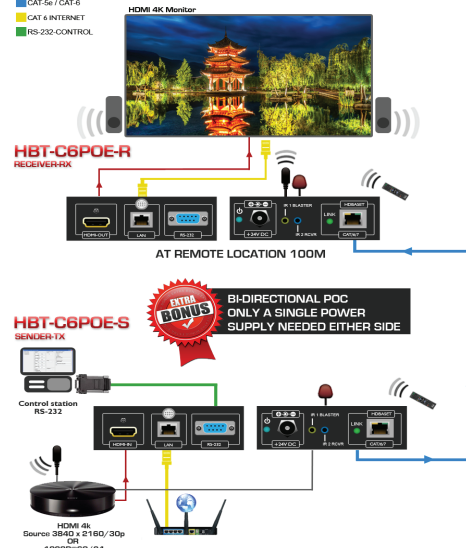 CAT-5e / CAT-6
CAT 6 INTERNET
RS-232-CONTROL
HDMI 4K Monitor
HBT-C6POE-R
RECEIVER-RX
HDMI-OUT
LAN
RS-232
+24V DC
IR 1 BLASTER
IR 2 RCVR
LINK
HDBASET
CAT/6/7
AT REMOTE LOCATION 100M
EXTRA
BONUS
BI-DIRECTIONAL POC
ONLY A SINGLE POWER
SUPPLY NEEDED EITHER SIDE
HBT-C6POE-S
SENDER-TX
Control station
RS-232
HDMI-IN
LAN
RS-232
+24V DC
IR 1 BLASTER
IR 2 RCVR
LINK
HDBASET
CAT/6/7
HDMI 4k
Source 3840 x 2160/30p
OR